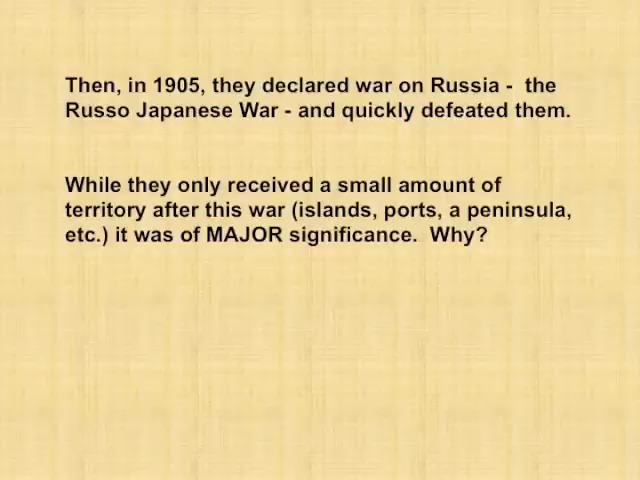 Then, in 1905, they declared war on Russia -  the
Russo Japanese War - and quickly defeated them.
While they only received a small amount of
territory after this war (islands, ports, a peninsula,
etc.) it was of MAJOR significance.  Why?